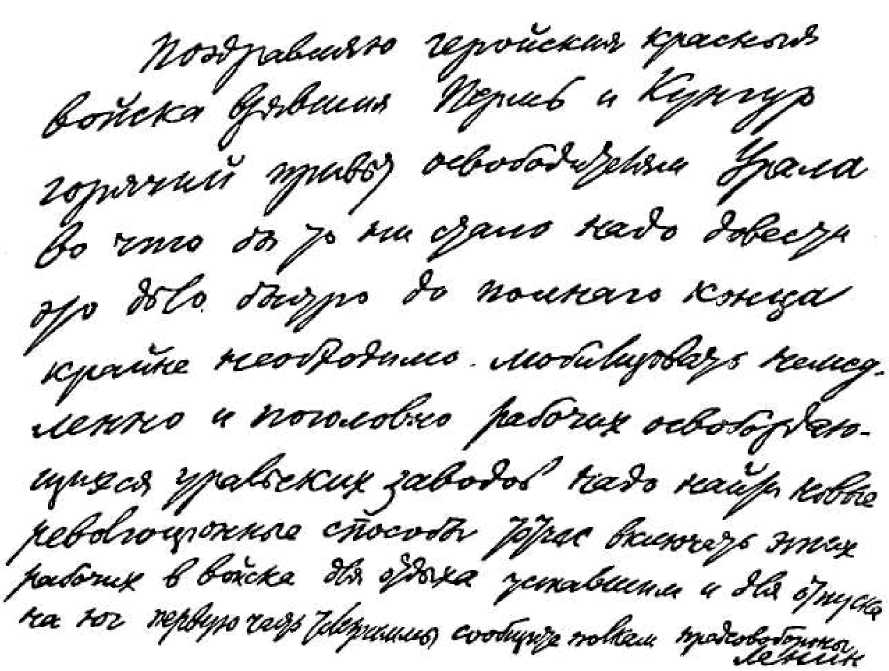 Поздравляю геройския красныя
войска взявшия Пермь и Кунгур
горячий привет освободителям Урала
во что бы то ни стало надо довести
это дело быстро до полнаго конца
крайне необходимо мобилизовать немед-
ленно и поголовно рабочих освобождаю-
щихся уральских заводов надо найти новые
революционные способы тотчас включать этих
рабочих в войска для отдыха уставшим и для отпуска
на юг первую часть сообщите полкам предсовобороны
Ленин